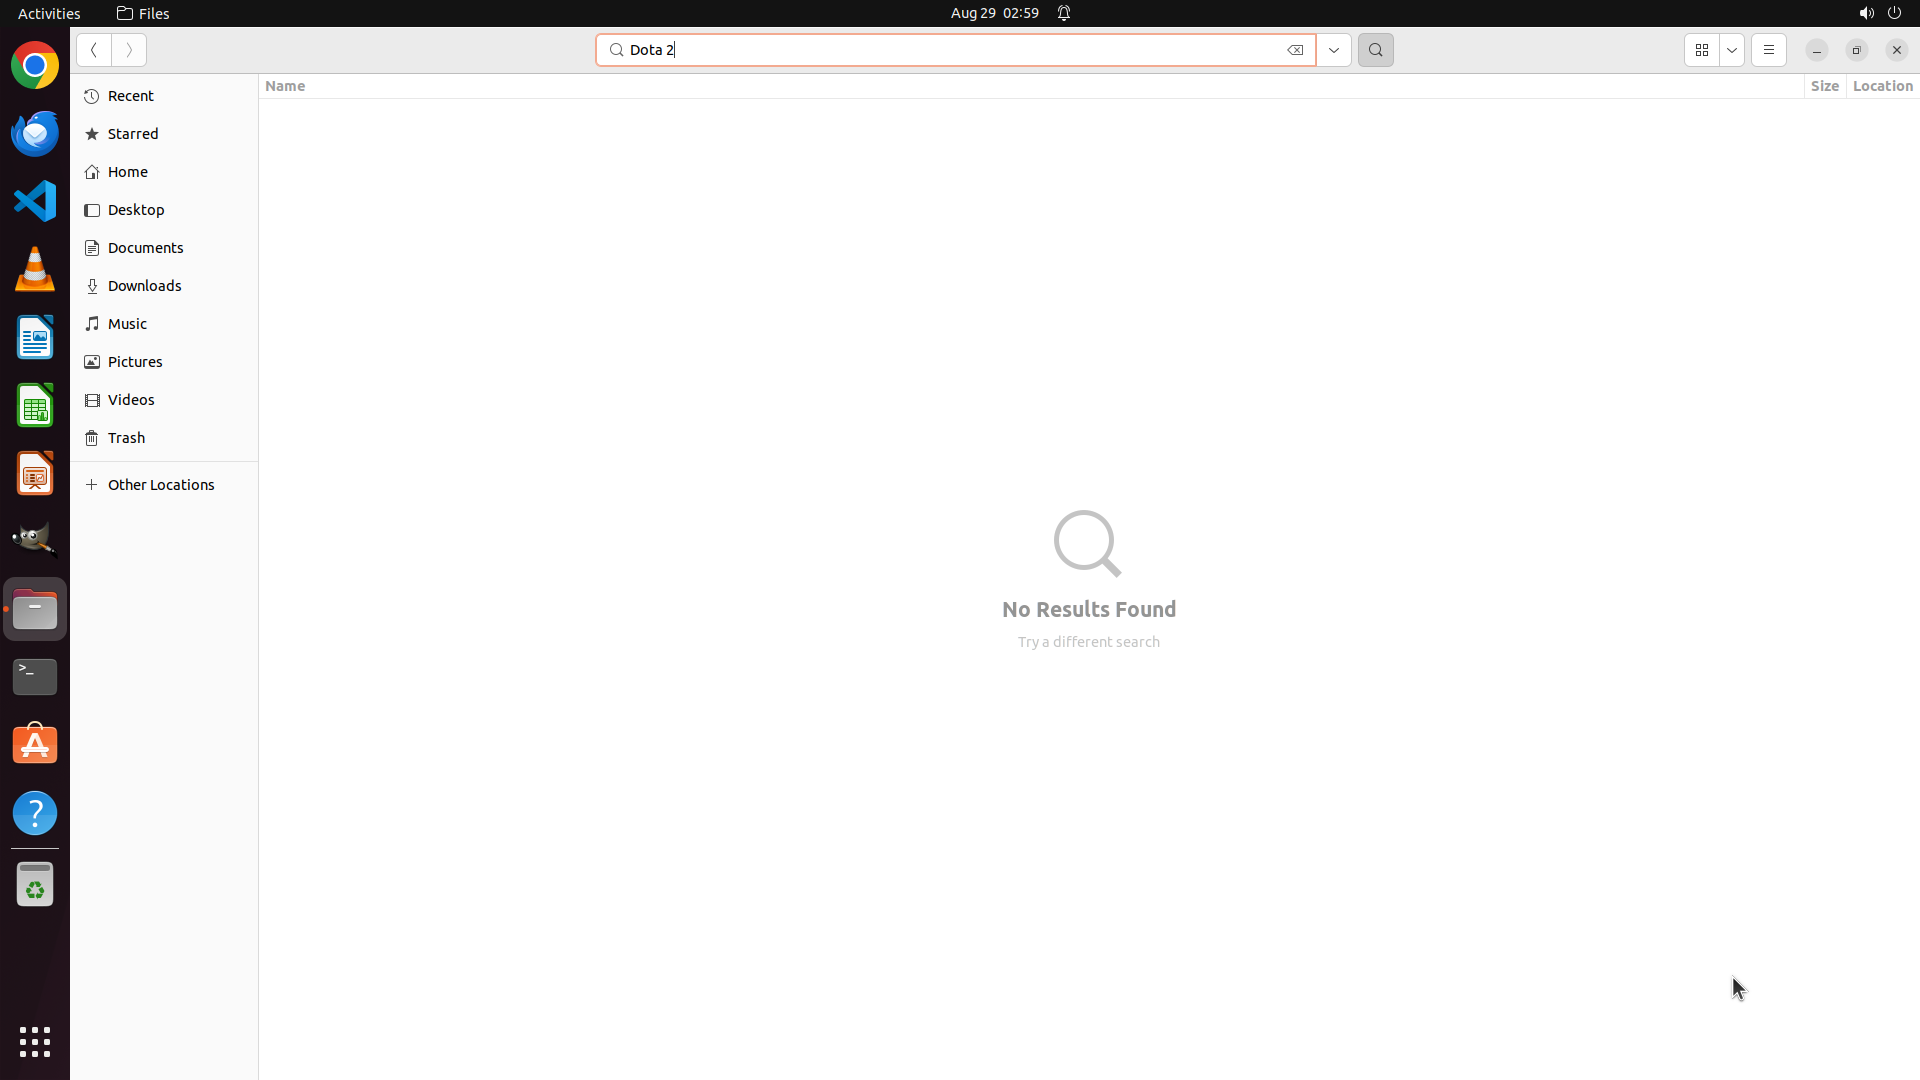 Activities
Files
Aug 29 02:59
Dota 2
Name
Size
Location
Recent
Starred
Home
Desktop
Documents
Downloads
Music
Pictures
Videos
Trash
Other Locations
No Results Found
Try a different search